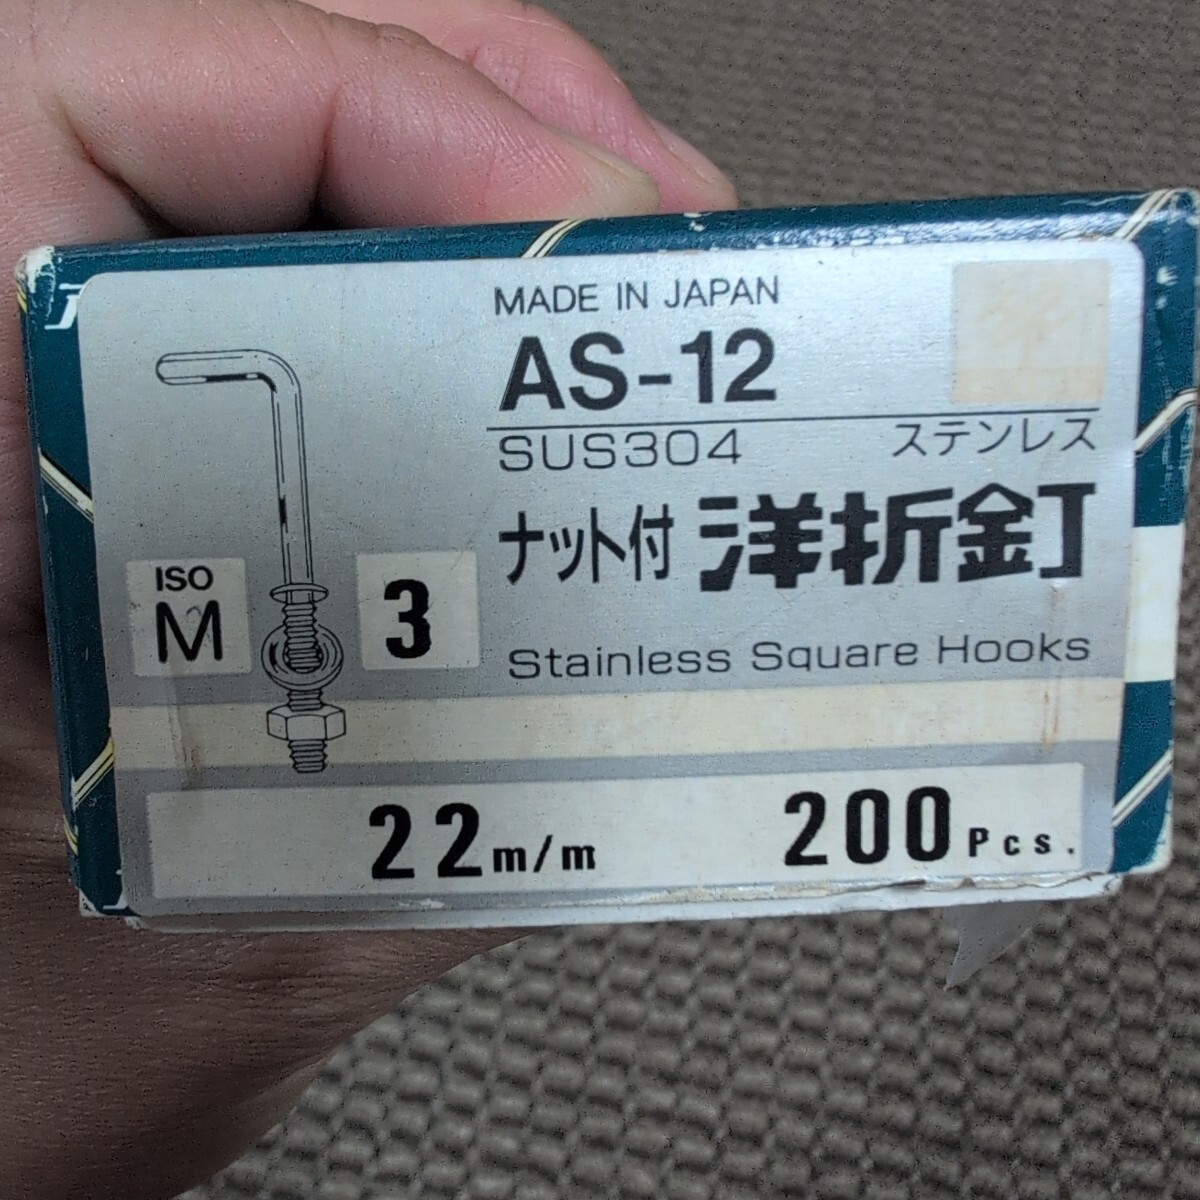 MADE IN JAPAN
AS-12
SUS304 ステンレス
ナット付 洋折釘
ISO
M 3
Stainless Square Hooks
22m/m 200Pcs.